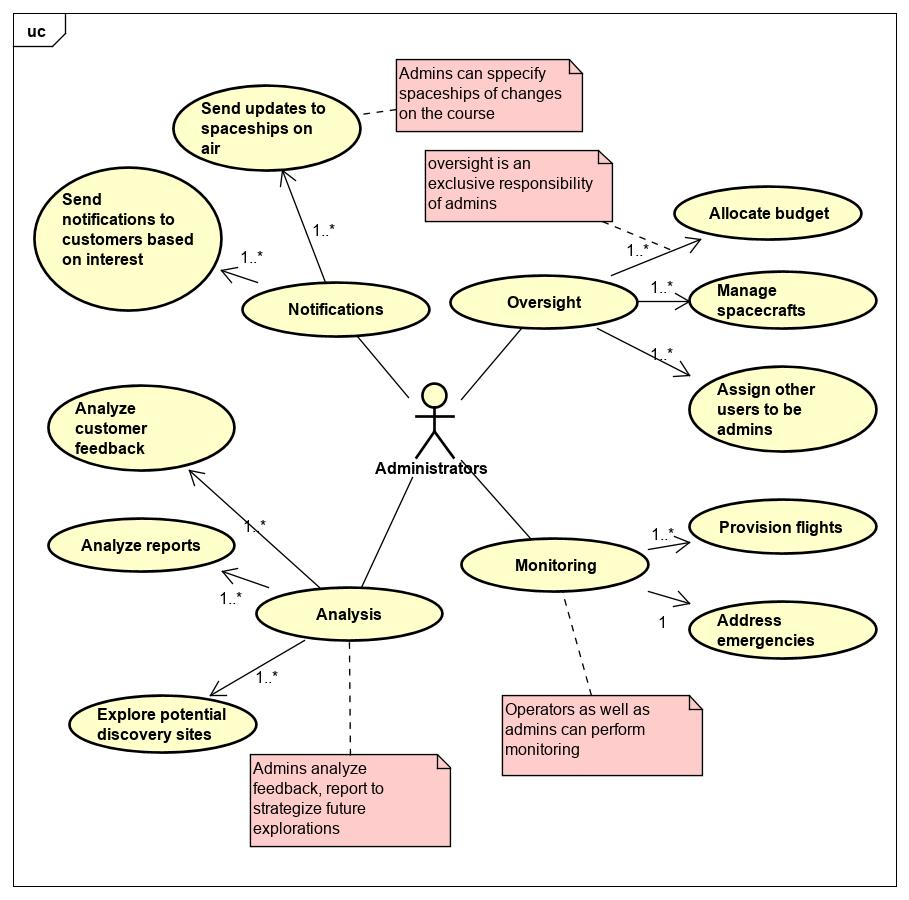 uc
Admins can sppecify
spaceships of changes
on the course
Send updates to
spaceships on
air
oversight is an
exclusive responsibility
of admins
Send
notifications to
customers based
on interest
1..*
1..*
Notifications
Allocate budget
1..*
Oversight
1..*
Manage
spacecrafts
1..*
Assign other
users to be
admins
Administrators
Analyze
customer
feedback
1..*
Analyze reports
1..*
Analysis
1..*
Explore potential
discovery sites
Monitoring
1..*
Provision flights
1
Address
emergencies
Operators as well as
admins can perform
monitoring
Admins analyze
feedback, report to
strategize future
explorations